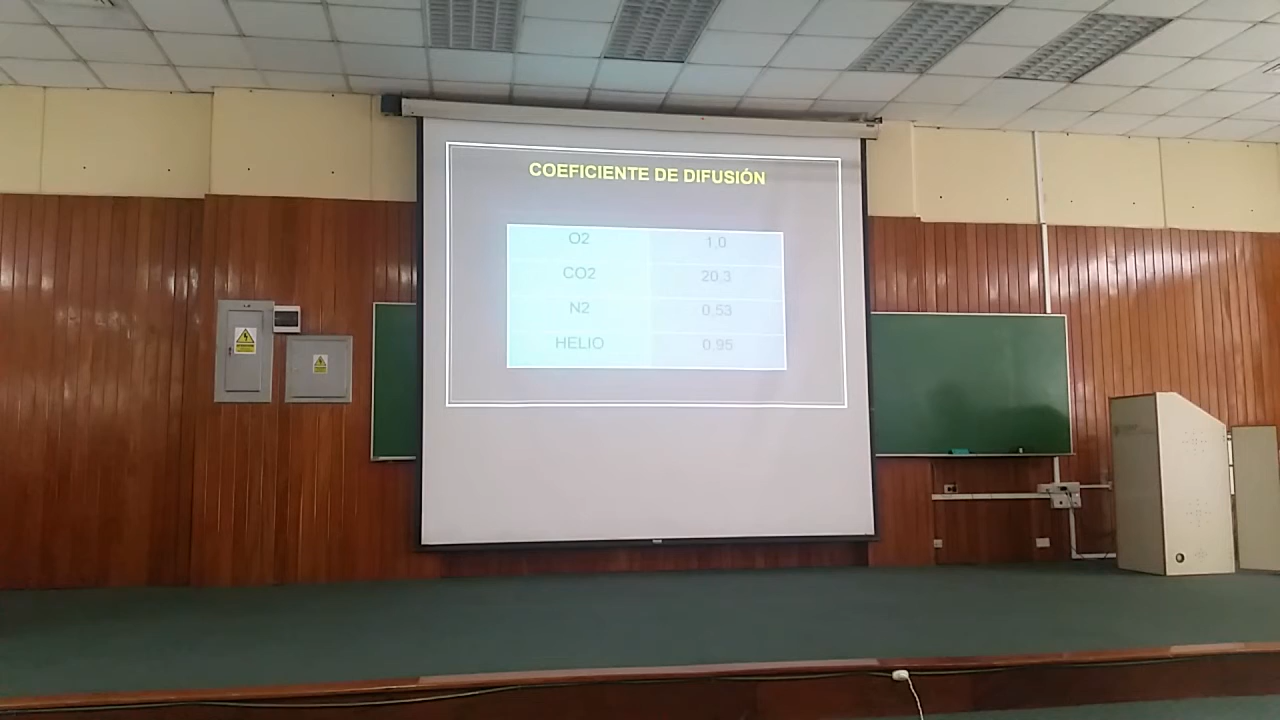 COEFICIENTE DE DIFUSIÓN
O2 1,0
CO2 20,3
N2 0,53
HELIO 0,95